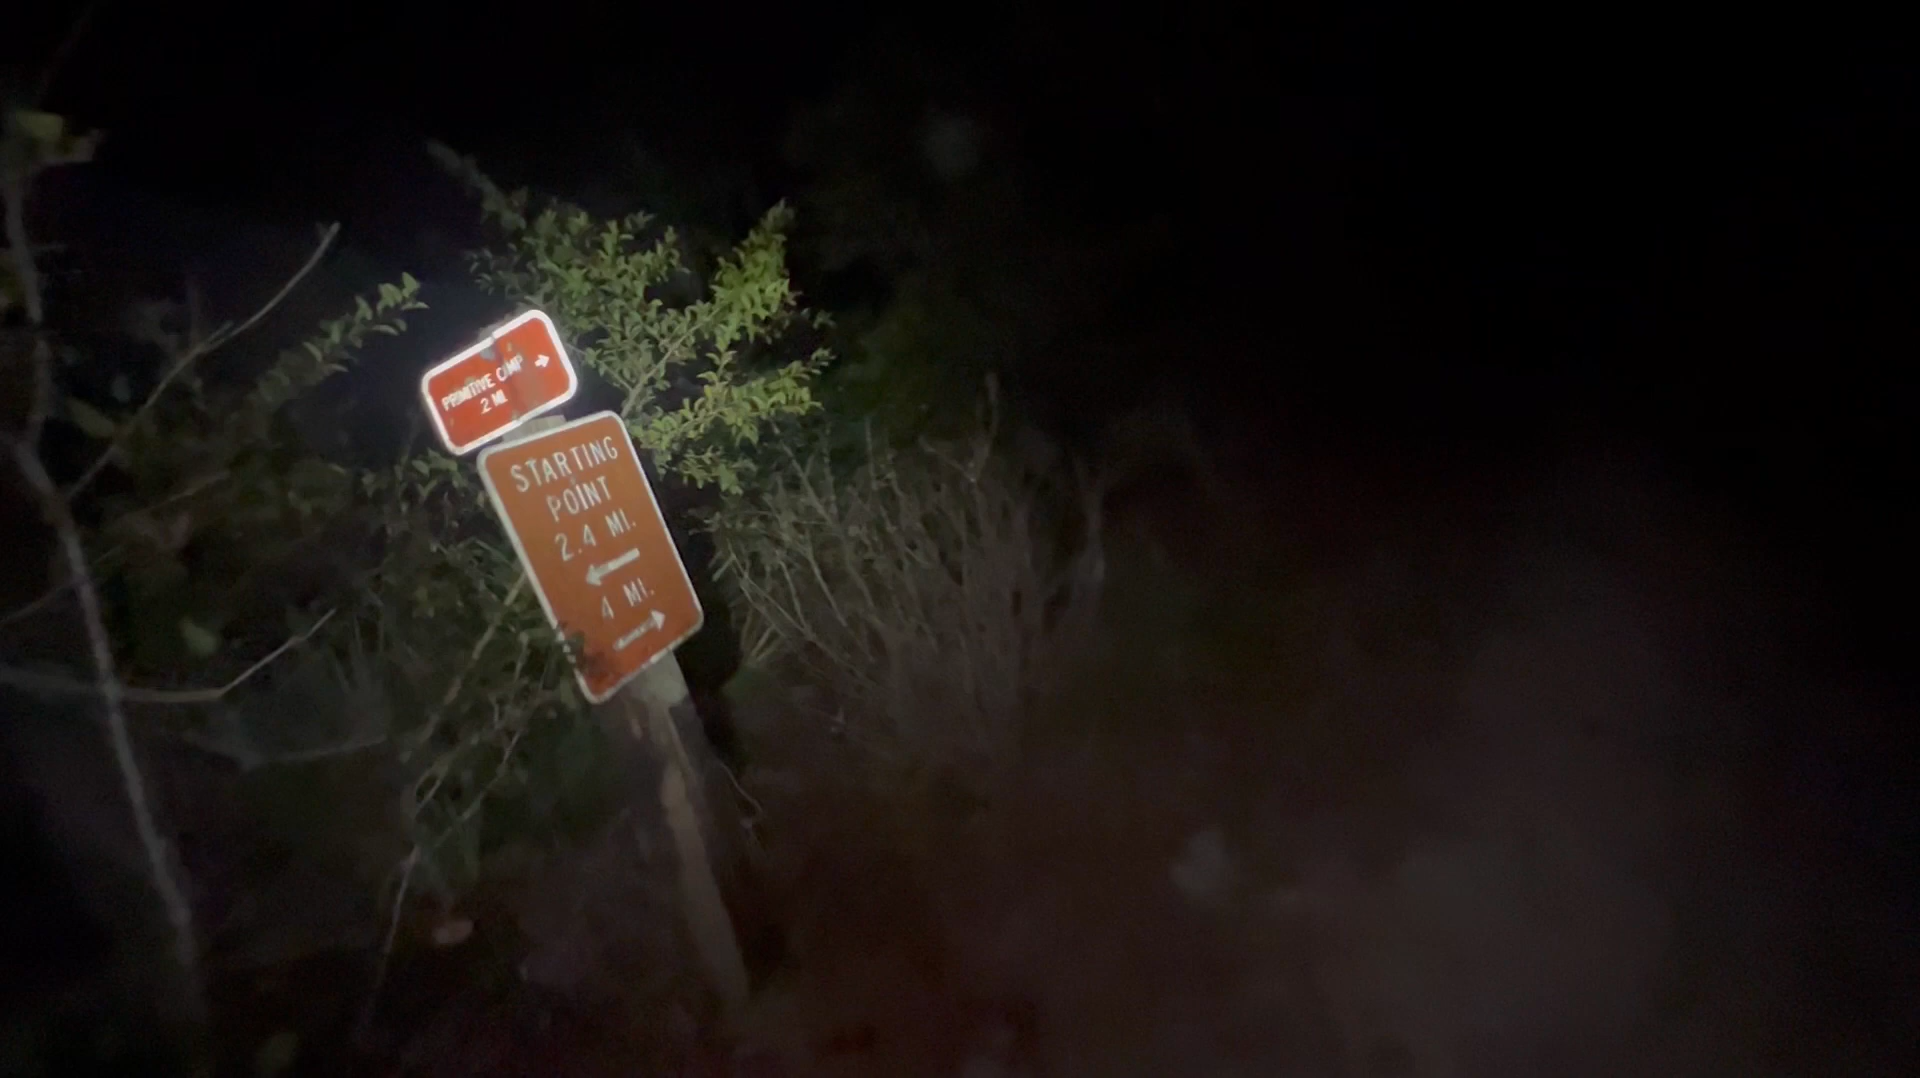 PRIMITIVE CAMP →
2 MI.
STARTING
POINT
2.4 MI.
←
4 MI.
→